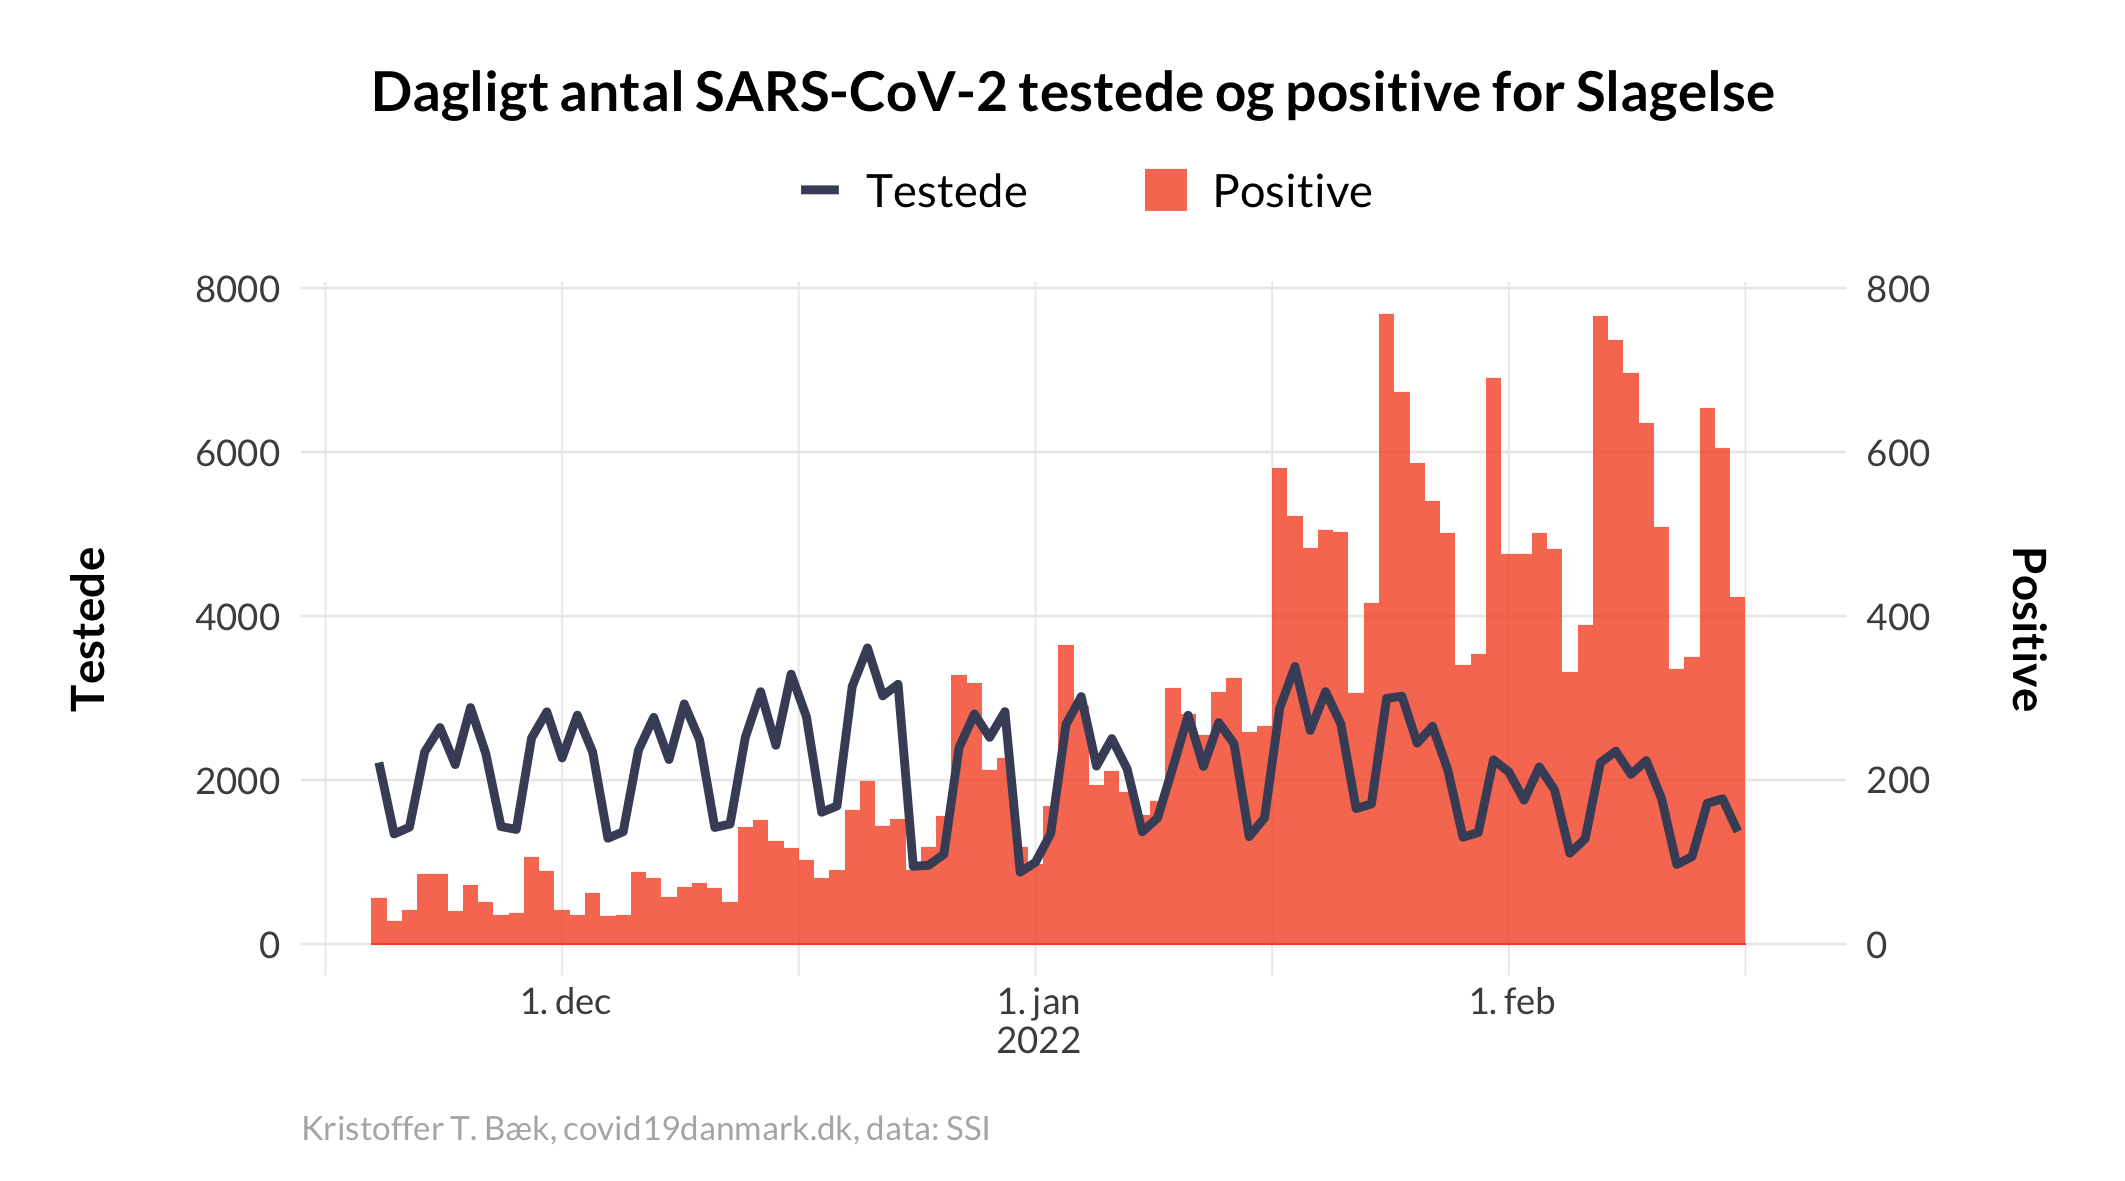 Dagligt antal SARS-CoV-2 testede og positive for Slagelse
Testede
Positive
8000
6000
4000
2000
0
Testede
800
600
400
200
0
Positive
1. dec
1. jan
2022
1. feb
Kristoffer T. Bæk, covid19danmark.dk, data: SSI